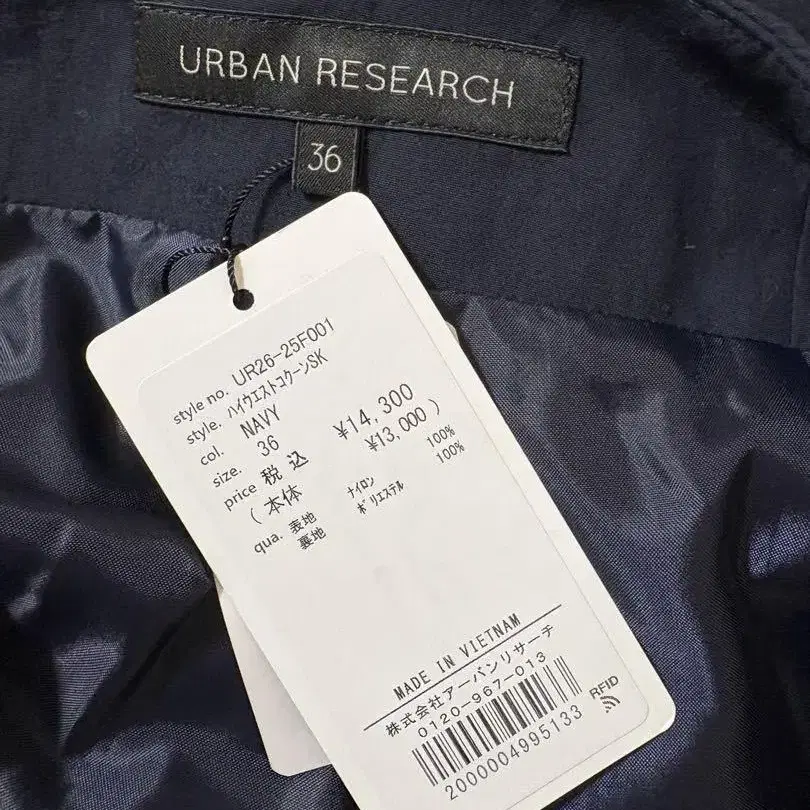 URBAN RESEARCH
36
style no. UR26-25F001
style. ハイウエストコクーンSK
col. NAVY
size. 36
price 税込 ¥14,300
(本体 ¥13,000)
qua. 表地 ナイロン 100%
裏地 ポリエステル 100%
MADE IN VIETNAM
株式会社アーバンリサーチ
0120-967-013
2000004995133
RFID